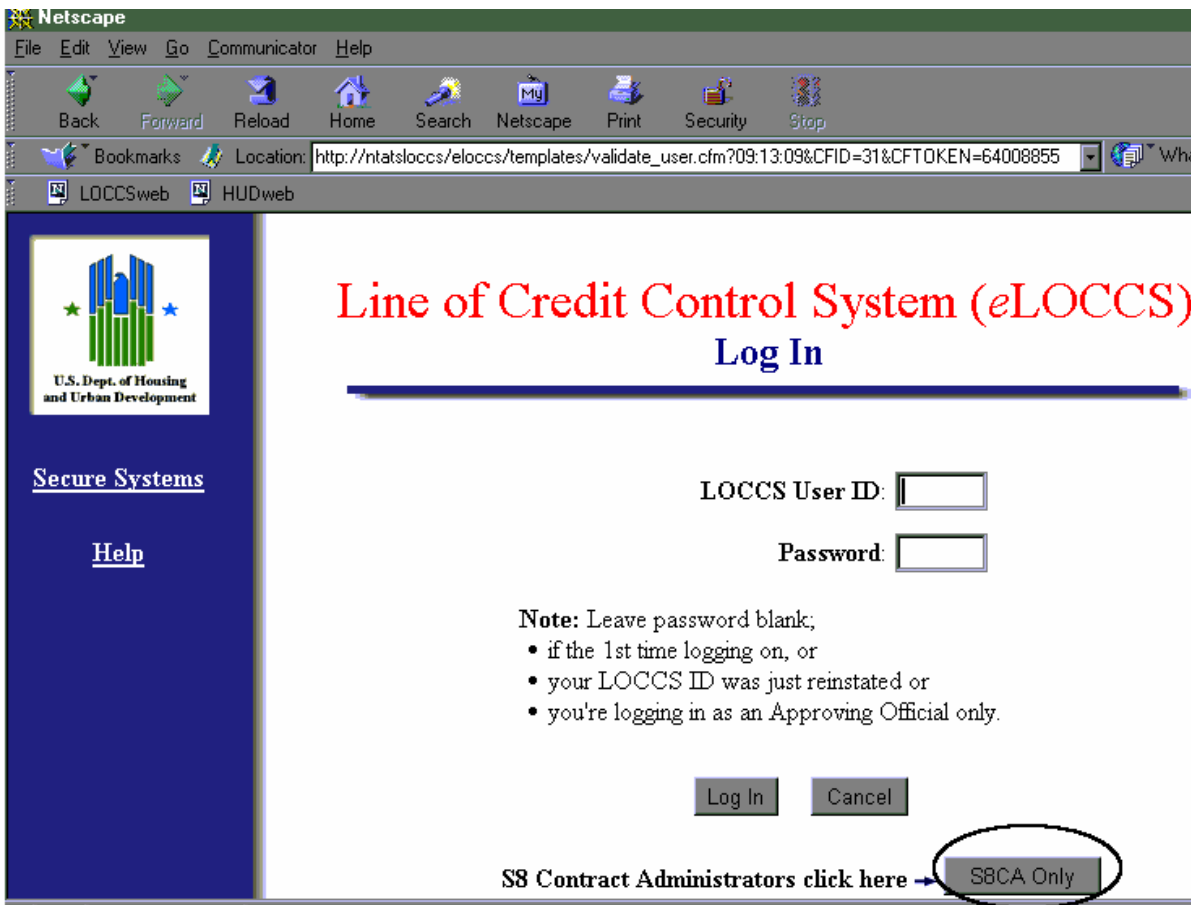 Netscape
File Edit View Go Communicator Help
Back Forward Reload Home Search Netscape Print Security Stop
My
Bookmarks Location: http://ntatsloccs/eloccs/templates/validate_user.cfm?09:13:09&CFID=31&CFTOKEN=64008855
LOCCSweb HUDweb
U.S. Dept. of Housing
and Urban Development
Secure Systems
Help
Line of Credit Control System (eLOCCS)
Log In
LOCCS User ID:
Password:
Note: Leave password blank;
• if the 1st time logging on, or
• your LOCCS ID was just reinstated or
• you're logging in as an Approving Official only.
Log In Cancel
S8 Contract Administrators click here S8CA Only